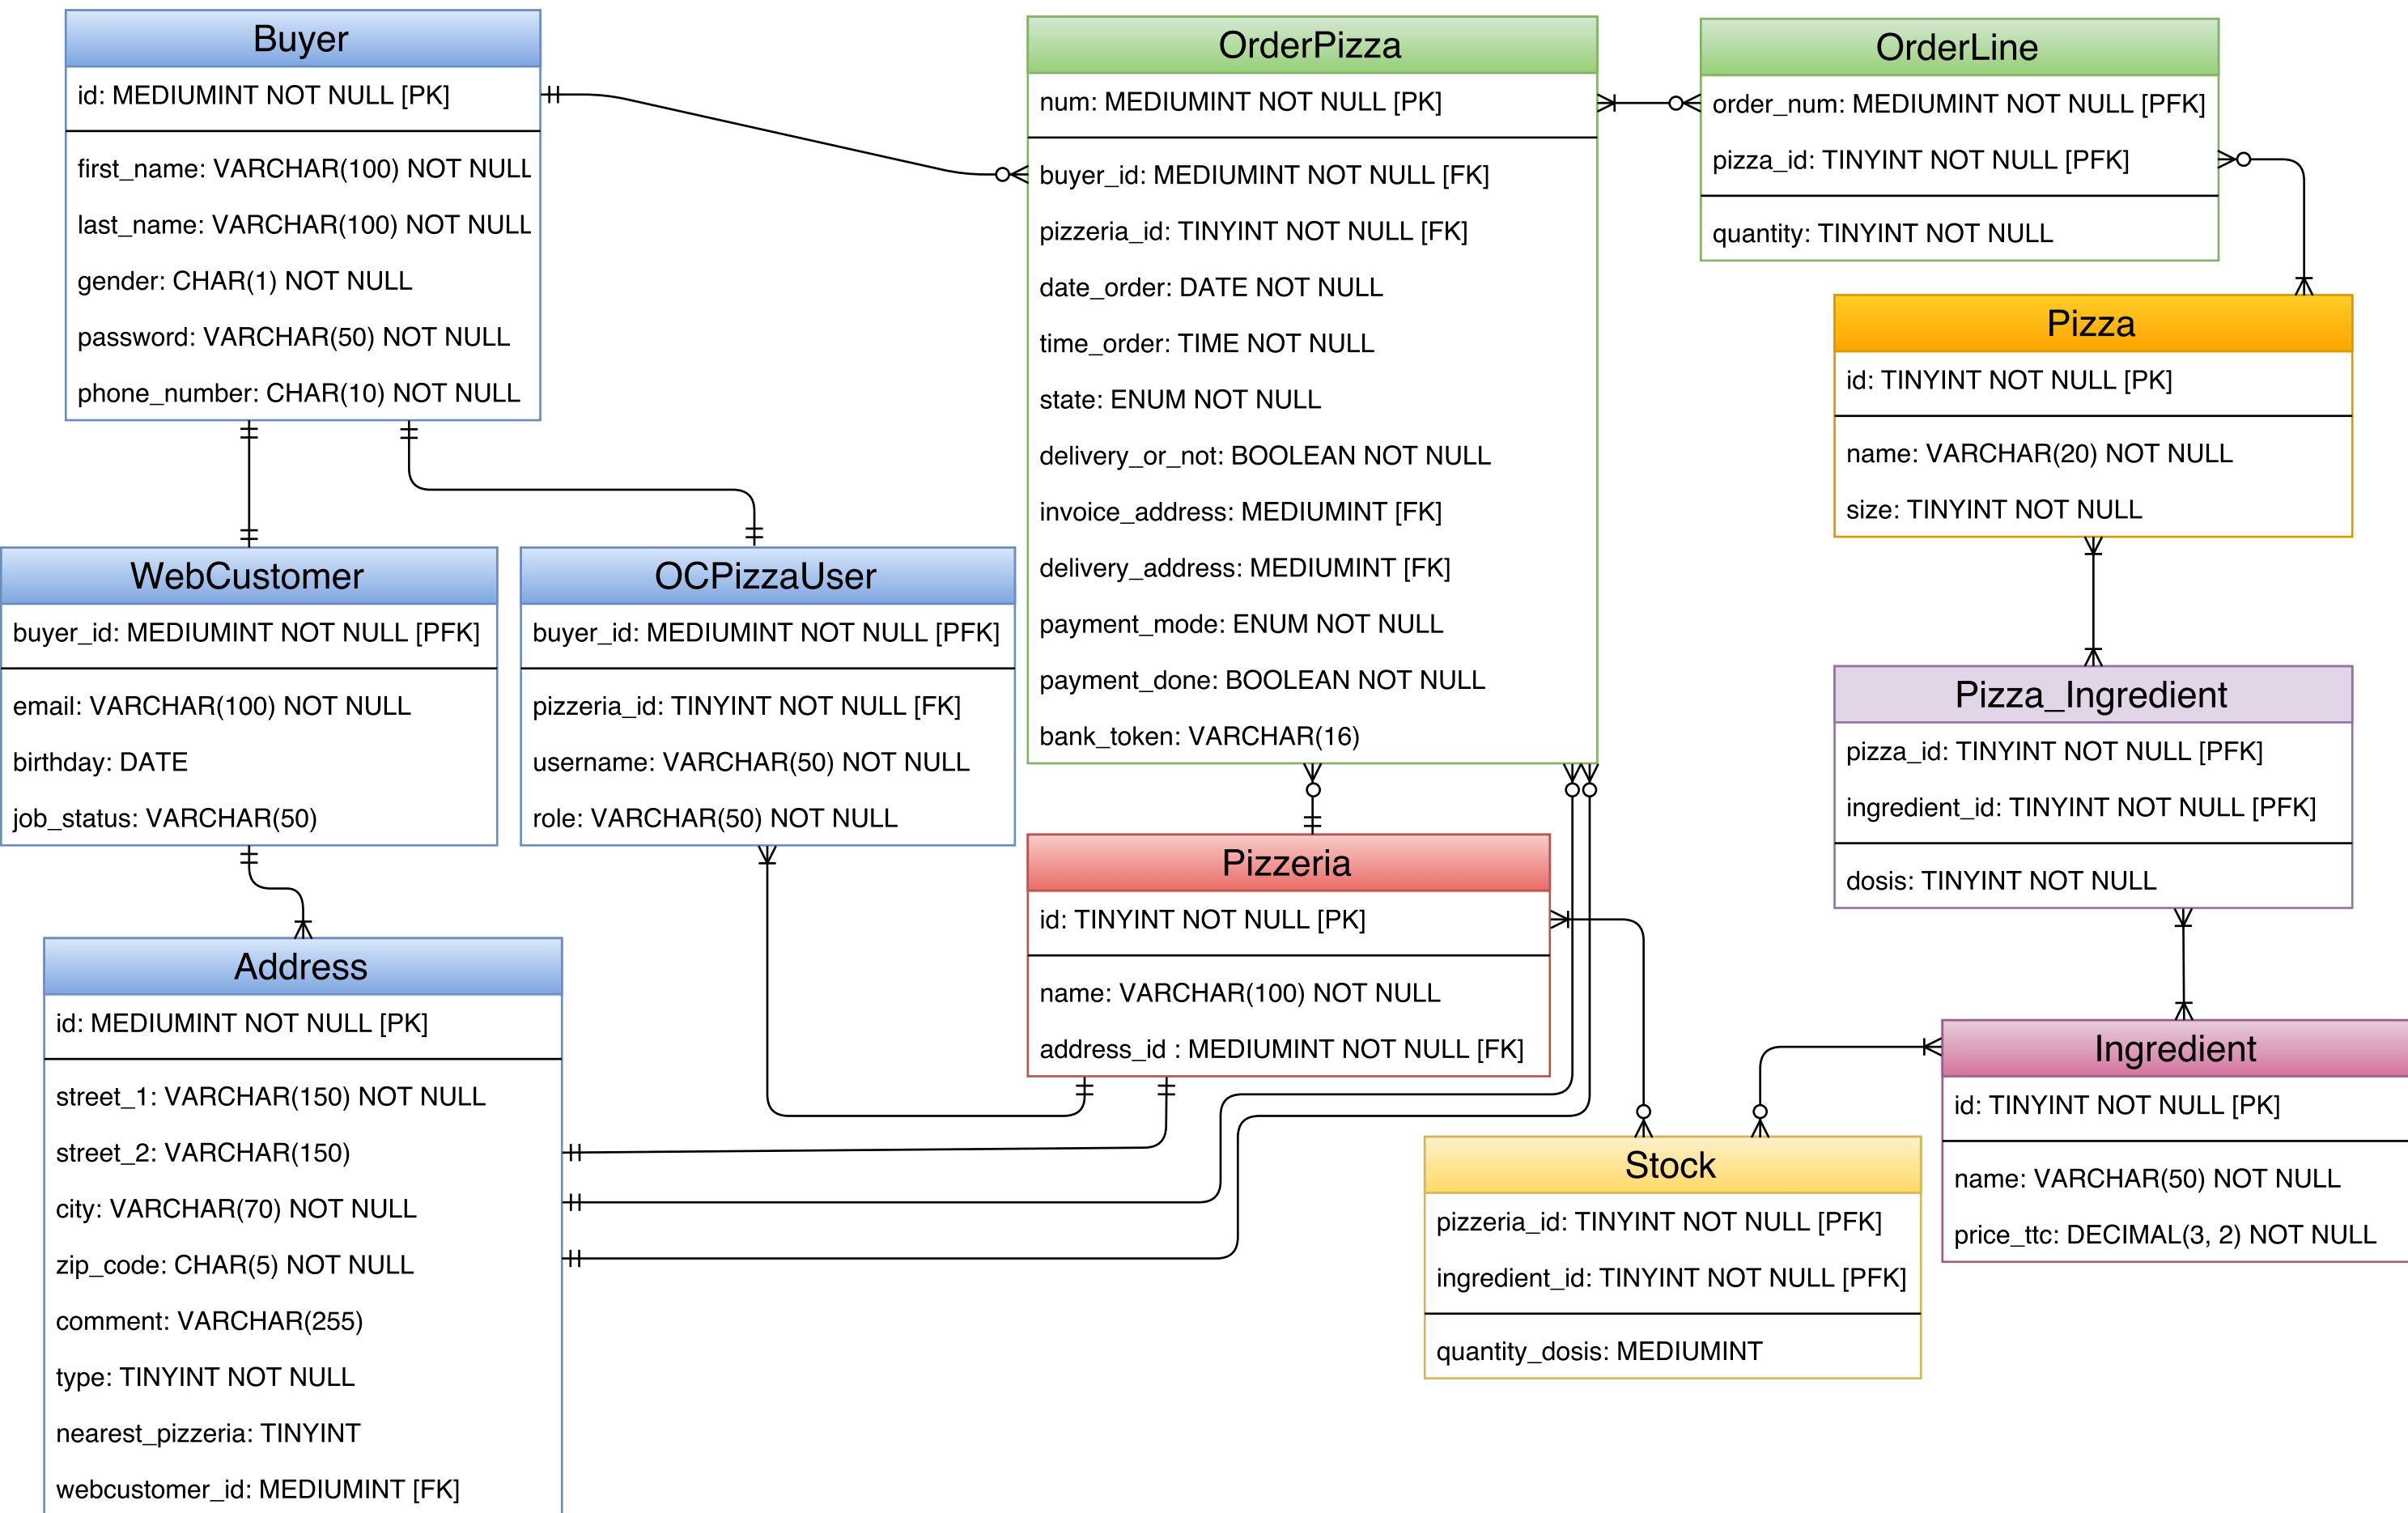 Buyer
id: MEDIUMINT NOT NULL [PK]
first_name: VARCHAR(100) NOT NULL
last_name: VARCHAR(100) NOT NULL
gender: CHAR(1) NOT NULL
password: VARCHAR(50) NOT NULL
phone_number: CHAR(10) NOT NULL
OrderPizza
num: MEDIUMINT NOT NULL [PK]
buyer_id: MEDIUMINT NOT NULL [FK]
pizzeria_id: TINYINT NOT NULL [FK]
date_order: DATE NOT NULL
time_order: TIME NOT NULL
state: ENUM NOT NULL
delivery_or_not: BOOLEAN NOT NULL
invoice_address: MEDIUMINT [FK]
delivery_address: MEDIUMINT [FK]
payment_mode: ENUM NOT NULL
payment_done: BOOLEAN NOT NULL
bank_token: VARCHAR(16)
OrderLine
order_num: MEDIUMINT NOT NULL [PFK]
pizza_id: TINYINT NOT NULL [PFK]
quantity: TINYINT NOT NULL
Pizza
id: TINYINT NOT NULL [PK]
name: VARCHAR(20) NOT NULL
size: TINYINT NOT NULL
WebCustomer
buyer_id: MEDIUMINT NOT NULL [PFK]
email: VARCHAR(100) NOT NULL
birthday: DATE
job_status: VARCHAR(50)
OCPizzaUser
buyer_id: MEDIUMINT NOT NULL [PFK]
pizzeria_id: TINYINT NOT NULL [FK]
username: VARCHAR(50) NOT NULL
role: VARCHAR(50) NOT NULL
Pizza_Ingredient
pizza_id: TINYINT NOT NULL [PFK]
ingredient_id: TINYINT NOT NULL [PFK]
dosis: TINYINT NOT NULL
Pizzeria
id: TINYINT NOT NULL [PK]
name: VARCHAR(100) NOT NULL
address_id : MEDIUMINT NOT NULL [FK]
Address
id: MEDIUMINT NOT NULL [PK]
street_1: VARCHAR(150) NOT NULL
street_2: VARCHAR(150)
city: VARCHAR(70) NOT NULL
zip_code: CHAR(5) NOT NULL
comment: VARCHAR(255)
type: TINYINT NOT NULL
nearest_pizzeria: TINYINT
webcustomer_id: MEDIUMINT [FK]
Stock
pizzeria_id: TINYINT NOT NULL [PFK]
ingredient_id: TINYINT NOT NULL [PFK]
quantity_dosis: MEDIUMINT
Ingredient
id: TINYINT NOT NULL [PK]
name: VARCHAR(50) NOT NULL
price_ttc: DECIMAL(3, 2) NOT NULL